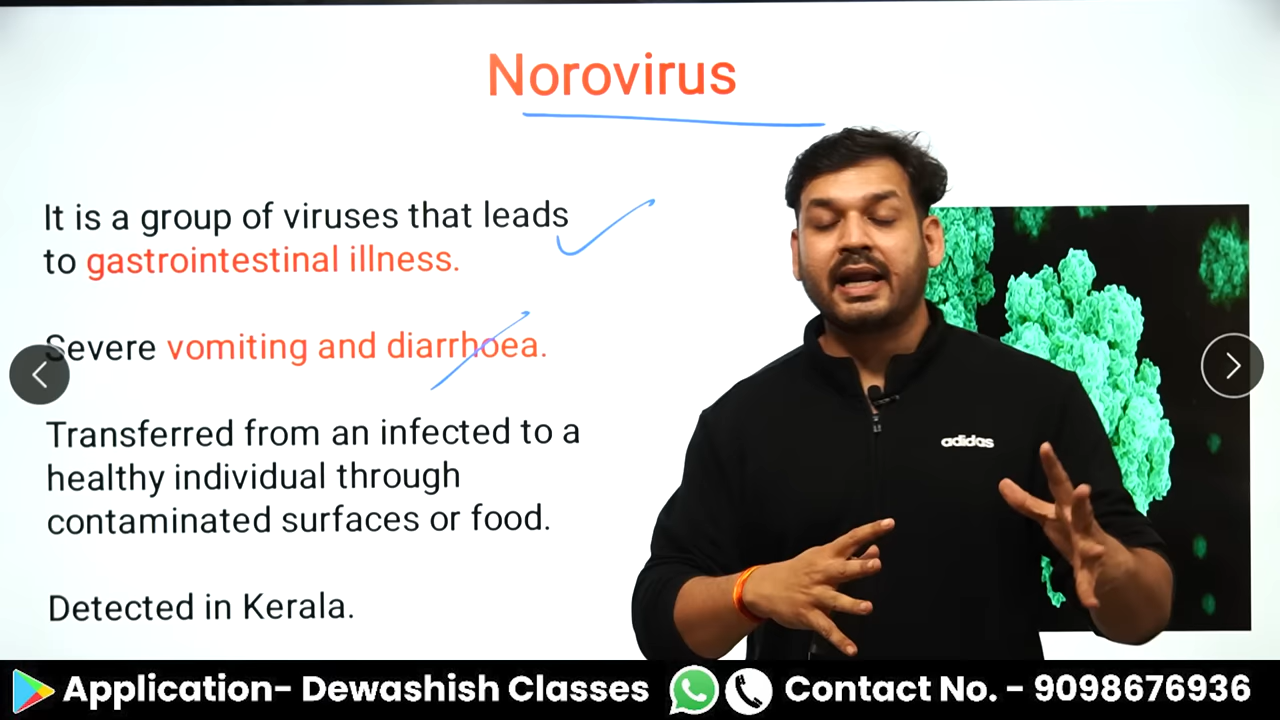 Norovirus
It is a group of viruses that leads
to gastrointestinal illness.
Severe vomiting and diarrhoea.
Transferred from an infected to a
healthy individual through
contaminated surfaces or food.
Detected in Kerala.
adidas
Application- Dewashish Classes
Contact No. - 9098676936